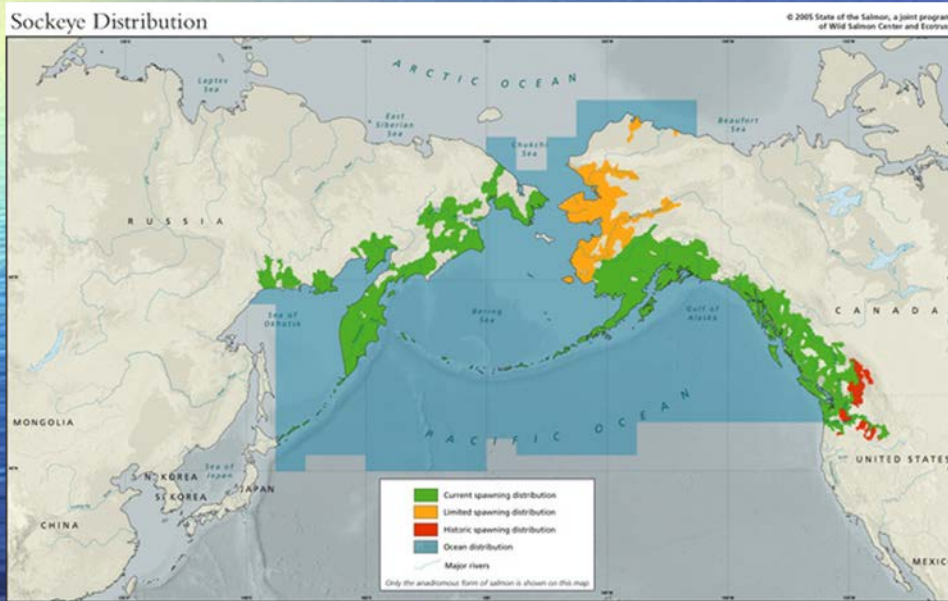 Sockeye Distribution
© 2005 State of the Salmon, a joint program
of Wild Salmon Center and Ecotrust
ARCTIC OCEAN
Laptev
Sea
East
Siberian
Sea
Chukchi
Sea
Beaufort
Sea
RUSSIA
Sea of
Okhotsk
Bering
Sea
Gulf of
Alaska
CANADA
MONGOLIA
PACIFIC OCEAN
UNITED STATES
N. KOREA
S. KOREA
Sea of
Japan
JAPAN
CHINA
MEXIC
Current spawning distribution
Limited spawning distribution
Historic spawning distribution
Ocean distribution
Major rivers
Only the anadromous form of salmon is shown on this map